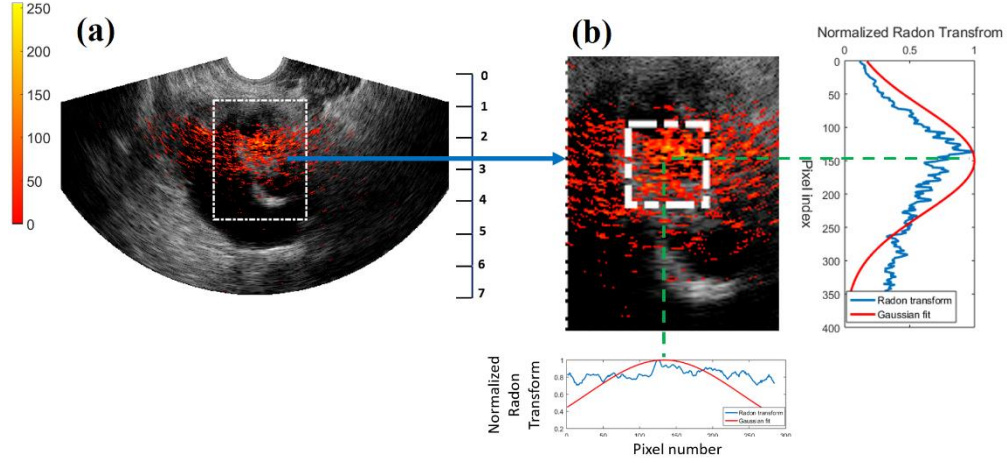 (a)
250
200
150
100
50
0
0
1
2
3
4
5
6
7
(b)
Normalized Radon Transfrom
0 0.5 1
0
50
100
150
200
250
300
350
400
Pixel index
Radon transform
Gaussian fit
Normalized
Radon
Transform
1
0.8
0.6
0.4
0.2
0 50 100 150 200 250 300
Radon transform
Gaussian fit
Pixel number